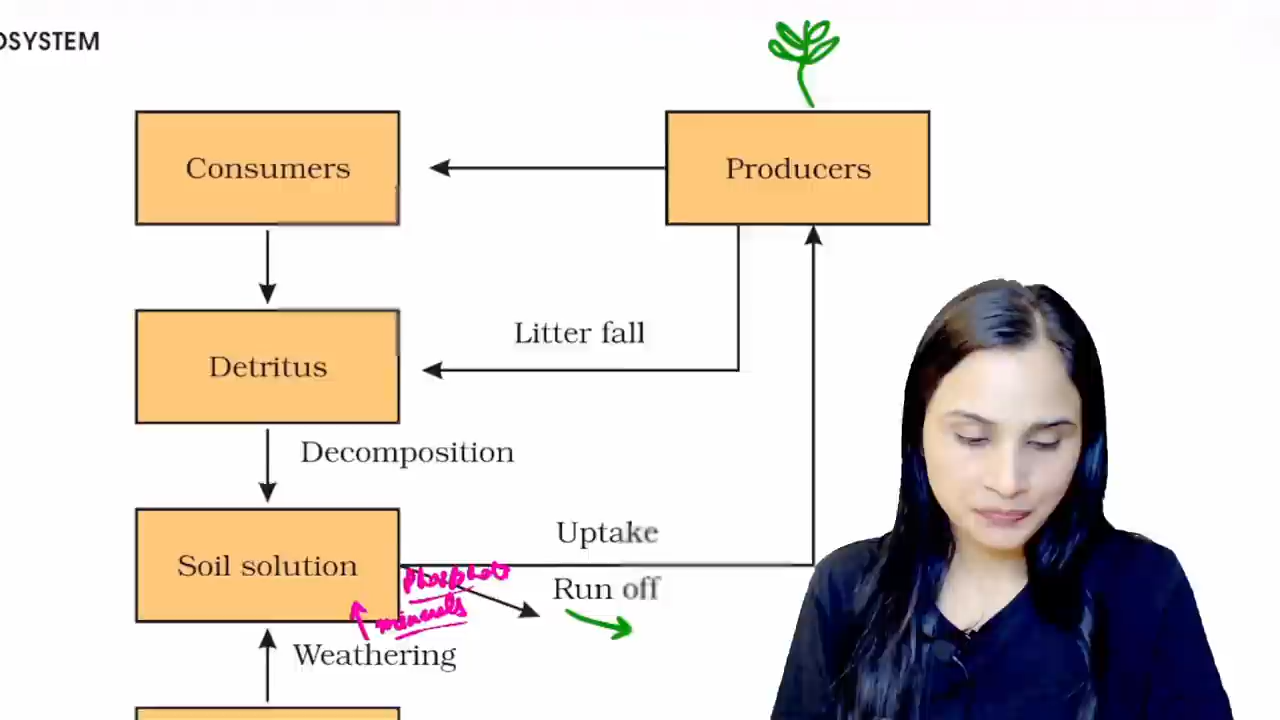 OSYSTEM
Consumers
Producers
Litter fall
Detritus
Decomposition
Uptake
Soil solution
Phosphate
Run off
minerals
Weathering